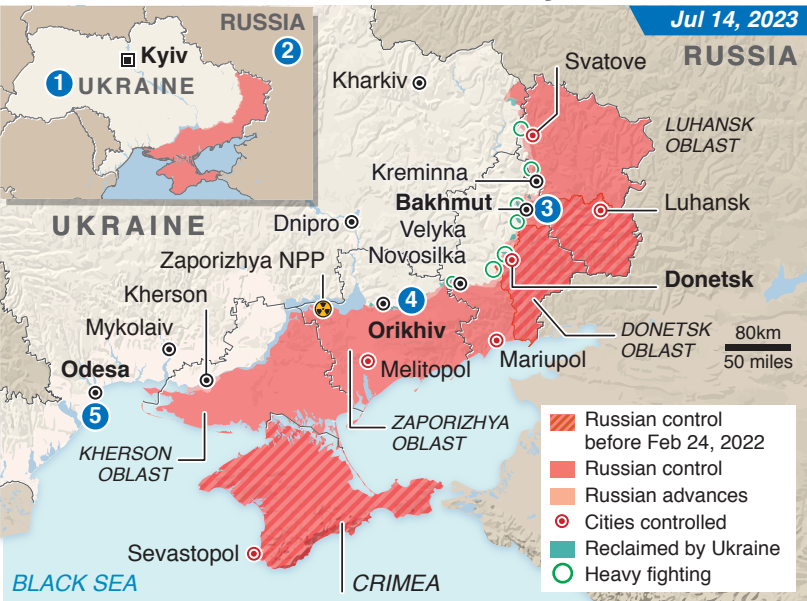 Jul 14, 2023
RUSSIA
2
Kyiv
1
UKRAINE
RUSSIA
Svatove
Kharkiv
LUHANSK
OBLAST
Kreminna
Bakhmut
3
Luhansk
UKRAINE
Dnipro
Velyka
Novosilka
Zaporizhya NPP
Donetsk
Kherson
4
Orikhiv
Mykolaiv
DONETSK
OBLAST
80km
50 miles
Mariupol
Melitopol
Odesa
5
ZAPORIZHYA
OBLAST
KHERSON
OBLAST
Russian control
before Feb 24, 2022
Russian control
Russian advances
Cities controlled
Reclaimed by Ukraine
Heavy fighting
Sevastopol
BLACK SEA
CRIMEA